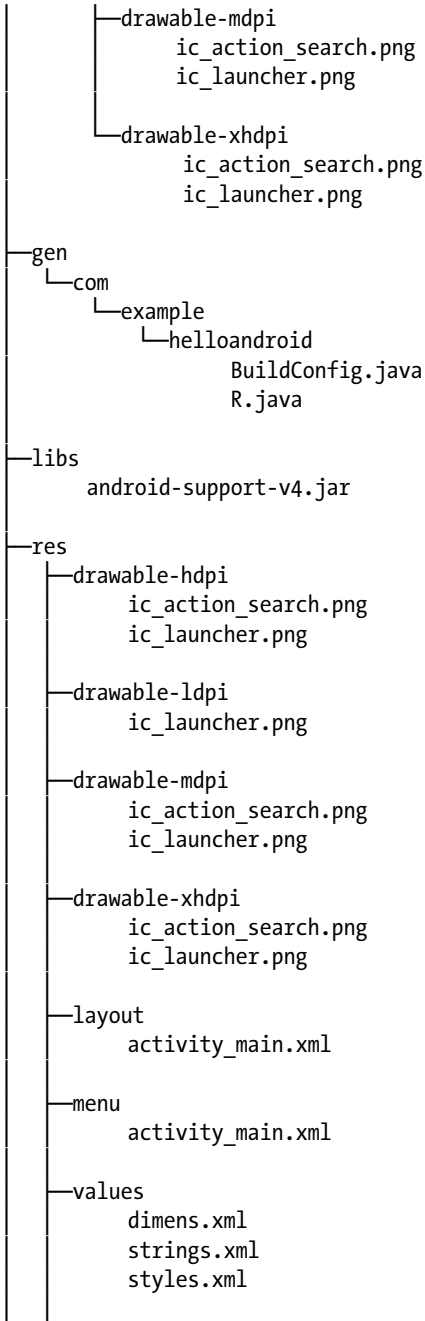 ├──drawable-mdpi
ic_action_search.png
ic_launcher.png
└──drawable-xhdpi
ic_action_search.png
ic_launcher.png
├──gen
└──com
└──example
└──helloandroid
BuildConfig.java
R.java
├──libs
android-support-v4.jar
├──res
├──drawable-hdpi
ic_action_search.png
ic_launcher.png
├──drawable-ldpi
ic_launcher.png
├──drawable-mdpi
ic_action_search.png
ic_launcher.png
├──drawable-xhdpi
ic_action_search.png
ic_launcher.png
├──layout
activity_main.xml
├──menu
activity_main.xml
├──values
dimens.xml
strings.xml
styles.xml